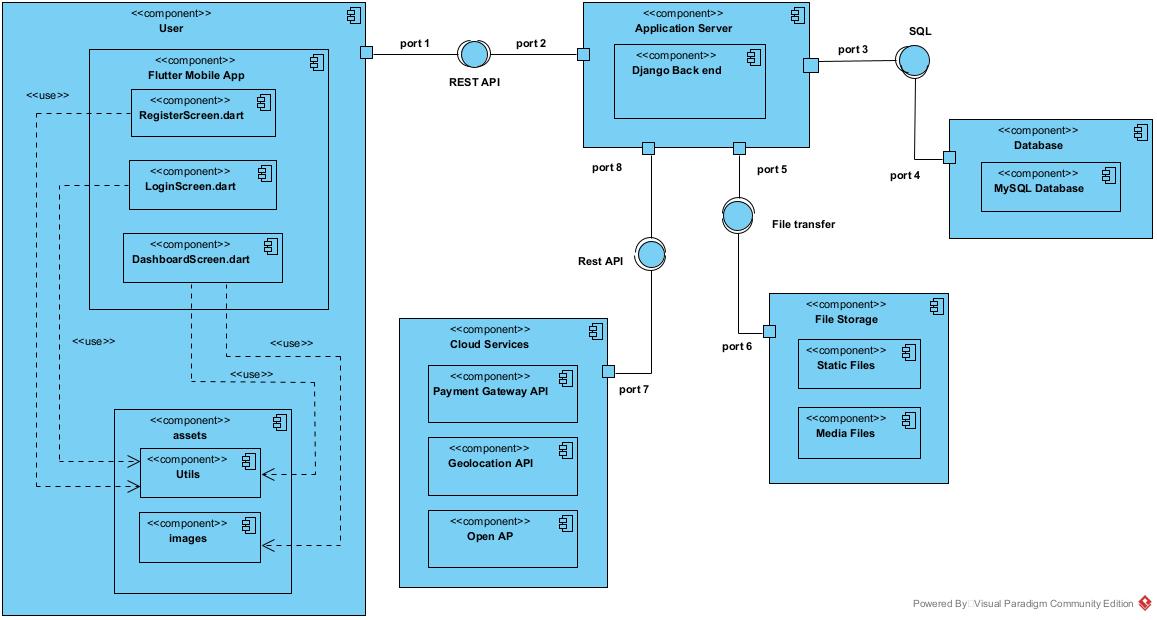 <<component>>
User
<<component>>
Flutter Mobile App
<<use>>
<<component>>
RegisterScreen.dart
<<component>>
LoginScreen.dart
<<component>>
DashboardScreen.dart
<<use>>
<<use>>
<<use>>
<<component>>
assets
<<component>>
Utils
<<component>>
images
port 1
port 2
REST API
<<component>>
Application Server
<<component>>
Django Back end
port 3
SQL
port 4
<<component>>
Database
<<component>>
MySQL Database
port 8
port 5
Rest API
File transfer
port 7
port 6
<<component>>
Cloud Services
<<component>>
Payment Gateway API
<<component>>
Geolocation API
<<component>>
Open AP
<<component>>
File Storage
<<component>>
Static Files
<<component>>
Media Files
Powered By Visual Paradigm Community Edition